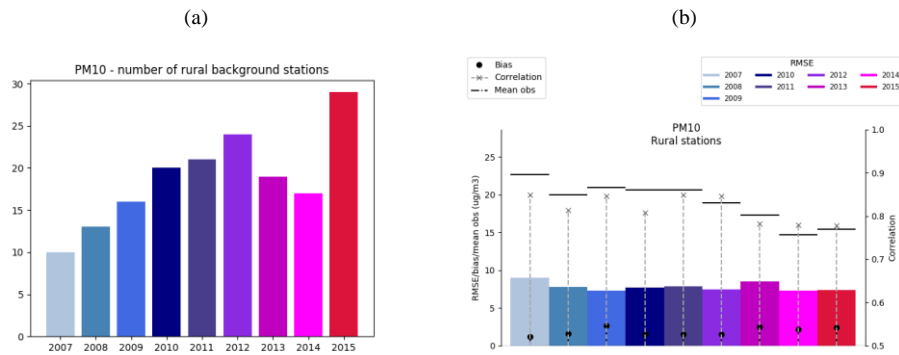 (a)
(b)
PM10 - number of rural background stations
30
25
20
15
10
5
0
2007 2008 2009 2010 2011 2012 2013 2014 2015
Bias
Correlation
Mean obs
RMSE
2007 2010 2012 2014
2008 2011 2013 2015
2009
PM10
Rural stations
RMSE/bias/mean obs (ug/m3)
25
20
15
10
5
0
1.0
0.9
0.8
0.7
0.6
0.5
Correlation